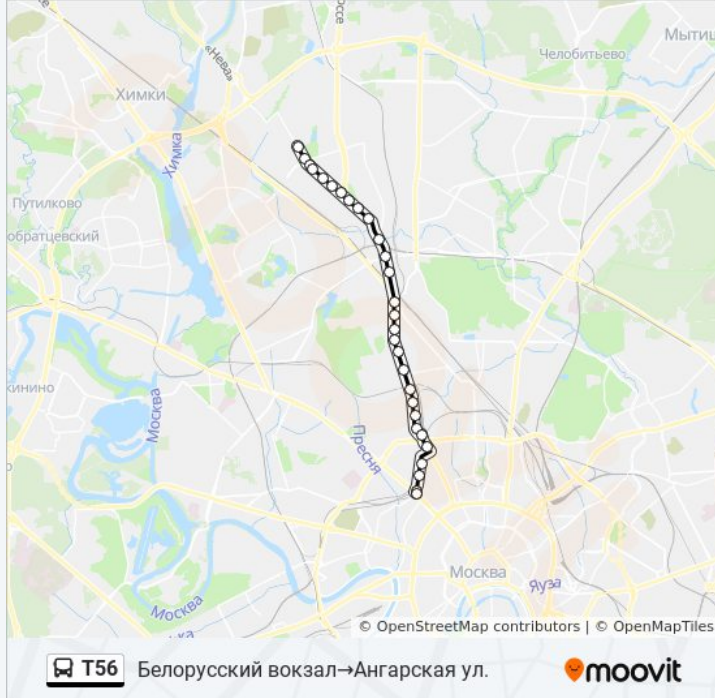 ссе
Мытищ
«Нева»
Челобитьево
Химки
Химка
Путилково
обратцевский
кинино
Москва
Пресня
Москва
Яуза
Москва
© OpenStreetMap contributors | © OpenMapTiles
T56 Белорусский вокзал→Ангарская ул. moovit